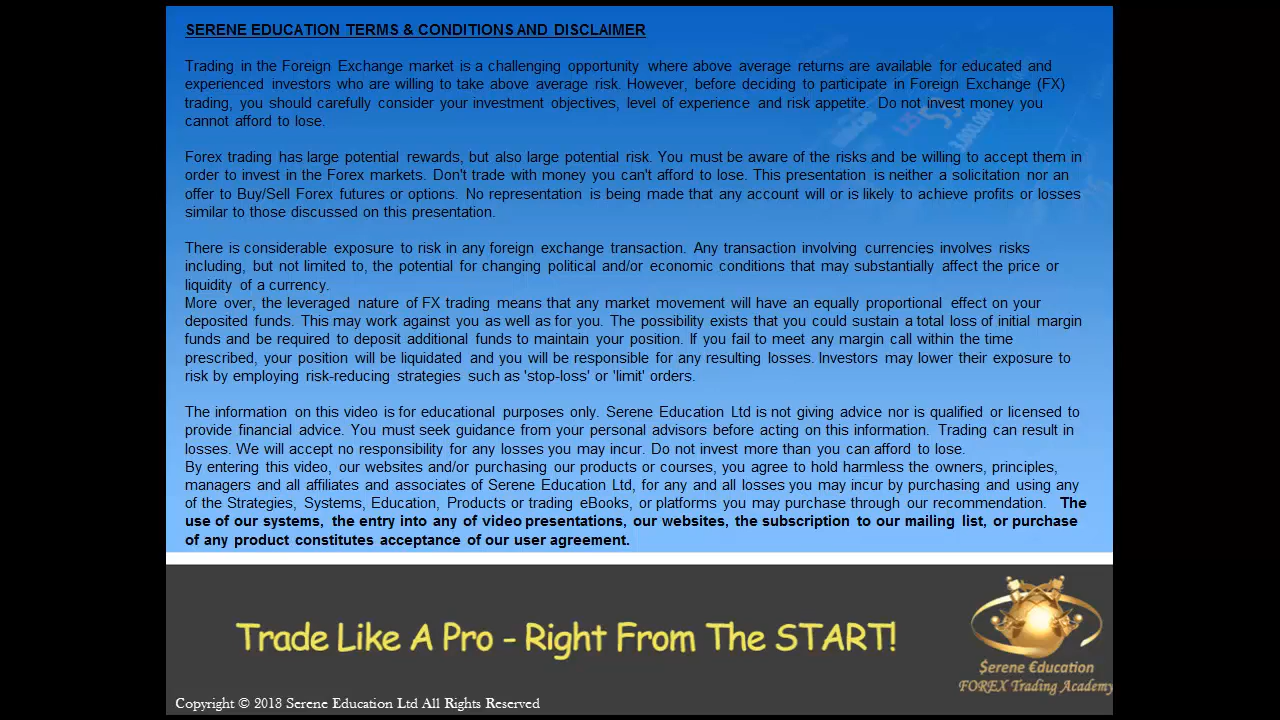 SERENE EDUCATION TERMS & CONDITIONS AND DISCLAIMER
Trading in the Foreign Exchange market is a challenging opportunity where above average returns are available for educated and
experienced investors who are willing to take above average risk. However, before deciding to participate in Foreign Exchange (FX)
trading, you should carefully consider your investment objectives, level of experience and risk appetite. Do not invest money you
cannot afford to lose.
Forex trading has large potential rewards, but also large potential risk. You must be aware of the risks and be willing to accept them in
order to invest in the Forex markets. Don't trade with money you can't afford to lose. This presentation is neither a solicitation nor an
offer to Buy/Sell Forex futures or options. No representation is being made that any account will or is likely to achieve profits or losses
similar to those discussed on this presentation.
There is considerable exposure to risk in any foreign exchange transaction. Any transaction involving currencies involves risks
including, but not limited to, the potential for changing political and/or economic conditions that may substantially affect the price or
liquidity of a currency.
More over, the leveraged nature of FX trading means that any market movement will have an equally proportional effect on your
deposited funds. This may work against you as well as for you. The possibility exists that you could sustain a total loss of initial margin
funds and be required to deposit additional funds to maintain your position. If you fail to meet any margin call within the time
prescribed, your position will be liquidated and you will be responsible for any resulting losses. Investors may lower their exposure to
risk by employing risk-reducing strategies such as 'stop-loss' or 'limit' orders.
The information on this video is for educational purposes only. Serene Education Ltd is not giving advice nor is qualified or licensed to
provide financial advice. You must seek guidance from your personal advisors before acting on this information. Trading can result in
losses. We will accept no responsibility for any losses you may incur. Do not invest more than you can afford to lose.
By entering this video, our websites and/or purchasing our products or courses, you agree to hold harmless the owners, principles,
managers and all affiliates and associates of Serene Education Ltd, for any and all losses you may incur by purchasing and using any
of the Strategies, Systems, Education, Products or trading eBooks, or platforms you may purchase through our recommendation. The
use of our systems, the entry into any of video presentations, our websites, the subscription to our mailing list, or purchase
of any product constitutes acceptance of our user agreement.
Trade Like A Pro - Right From The START!
$erene €ducation
FOREX Trading Academy
Copyright © 2013 Serene Education Ltd All Rights Reserved